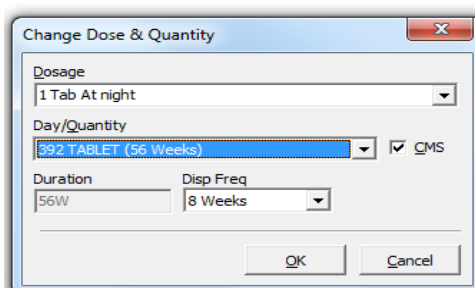 Change Dose & Quantity
Dosage
1 Tab At night
Day/Quantity
392 TABLET (56 Weeks)
CMS
Duration
Disp Freq
56W
8 Weeks
OK
Cancel